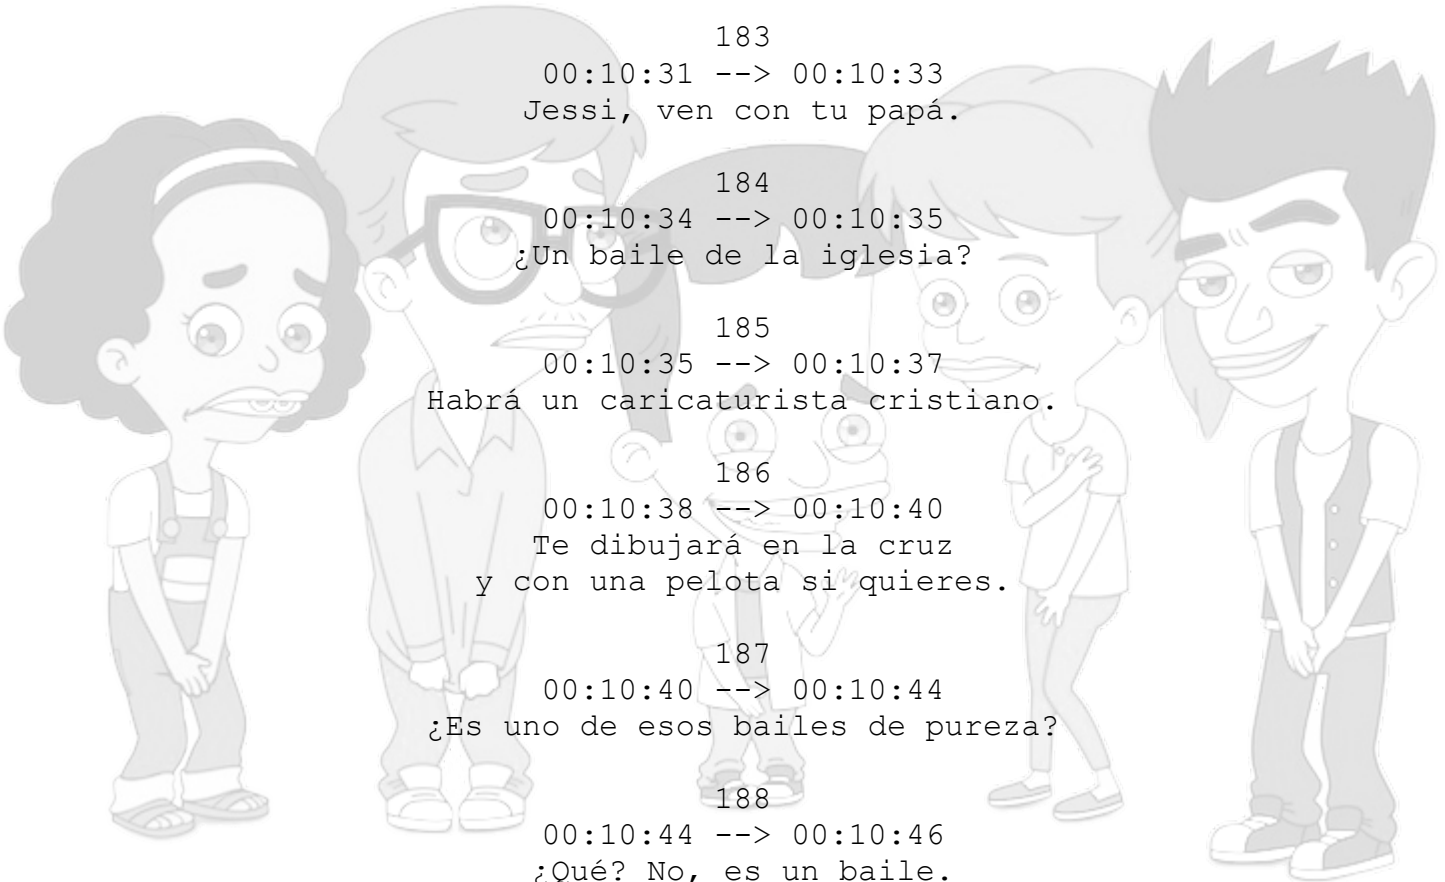 183
00:10:31 --> 00:10:33
Jessi, ven con tu papá.
184
00:10:34 --> 00:10:35
¿Un baile de la iglesia?
185
00:10:35 --> 00:10:37
Habrá un caricaturista cristiano.
186
00:10:38 --> 00:10:40
Te dibujará en la cruz
y con una pelota si quieres.
187
00:10:40 --> 00:10:44
¿Es uno de esos bailes de pureza?
188
00:10:44 --> 00:10:46
¿Qué? No, es un baile.